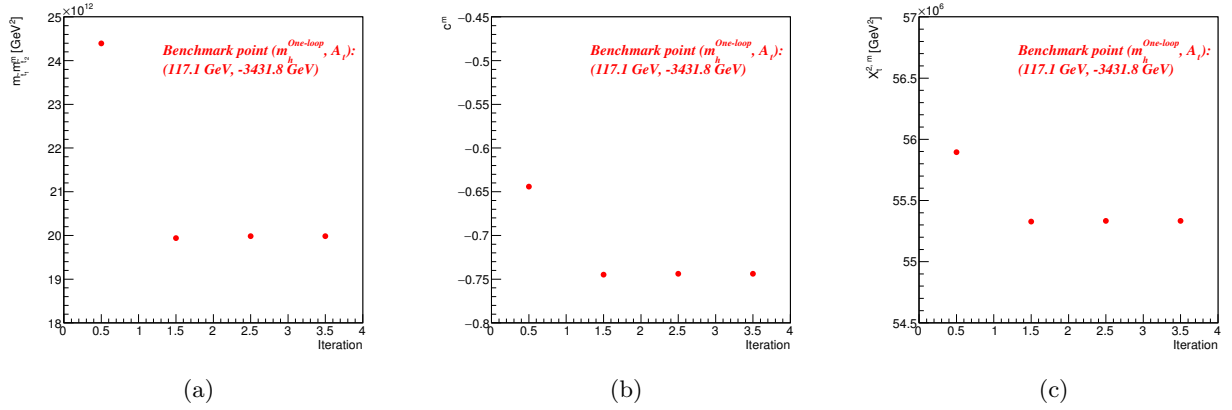 ×10¹²
m_t̃₁ m^m_t̃₂ [GeV²]
25
24
23
22
21
20
19
18
0 0.5 1 1.5 2 2.5 3 3.5 4
Iteration
Benchmark point (m_h^One-loop, A_t):
(117.1 GeV, -3431.8 GeV)
(a)
c^m
−0.45
−0.5
−0.55
−0.6
−0.65
−0.7
−0.75
−0.8
0 0.5 1 1.5 2 2.5 3 3.5 4
Iteration
Benchmark point (m_h^One-loop, A_t):
(117.1 GeV, -3431.8 GeV)
(b)
×10⁶
X_t^2, m [GeV²]
57
56.5
56
55.5
55
54.5
0 0.5 1 1.5 2 2.5 3 3.5 4
Iteration
Benchmark point (m_h^One-loop, A_t):
(117.1 GeV, -3431.8 GeV)
(c)